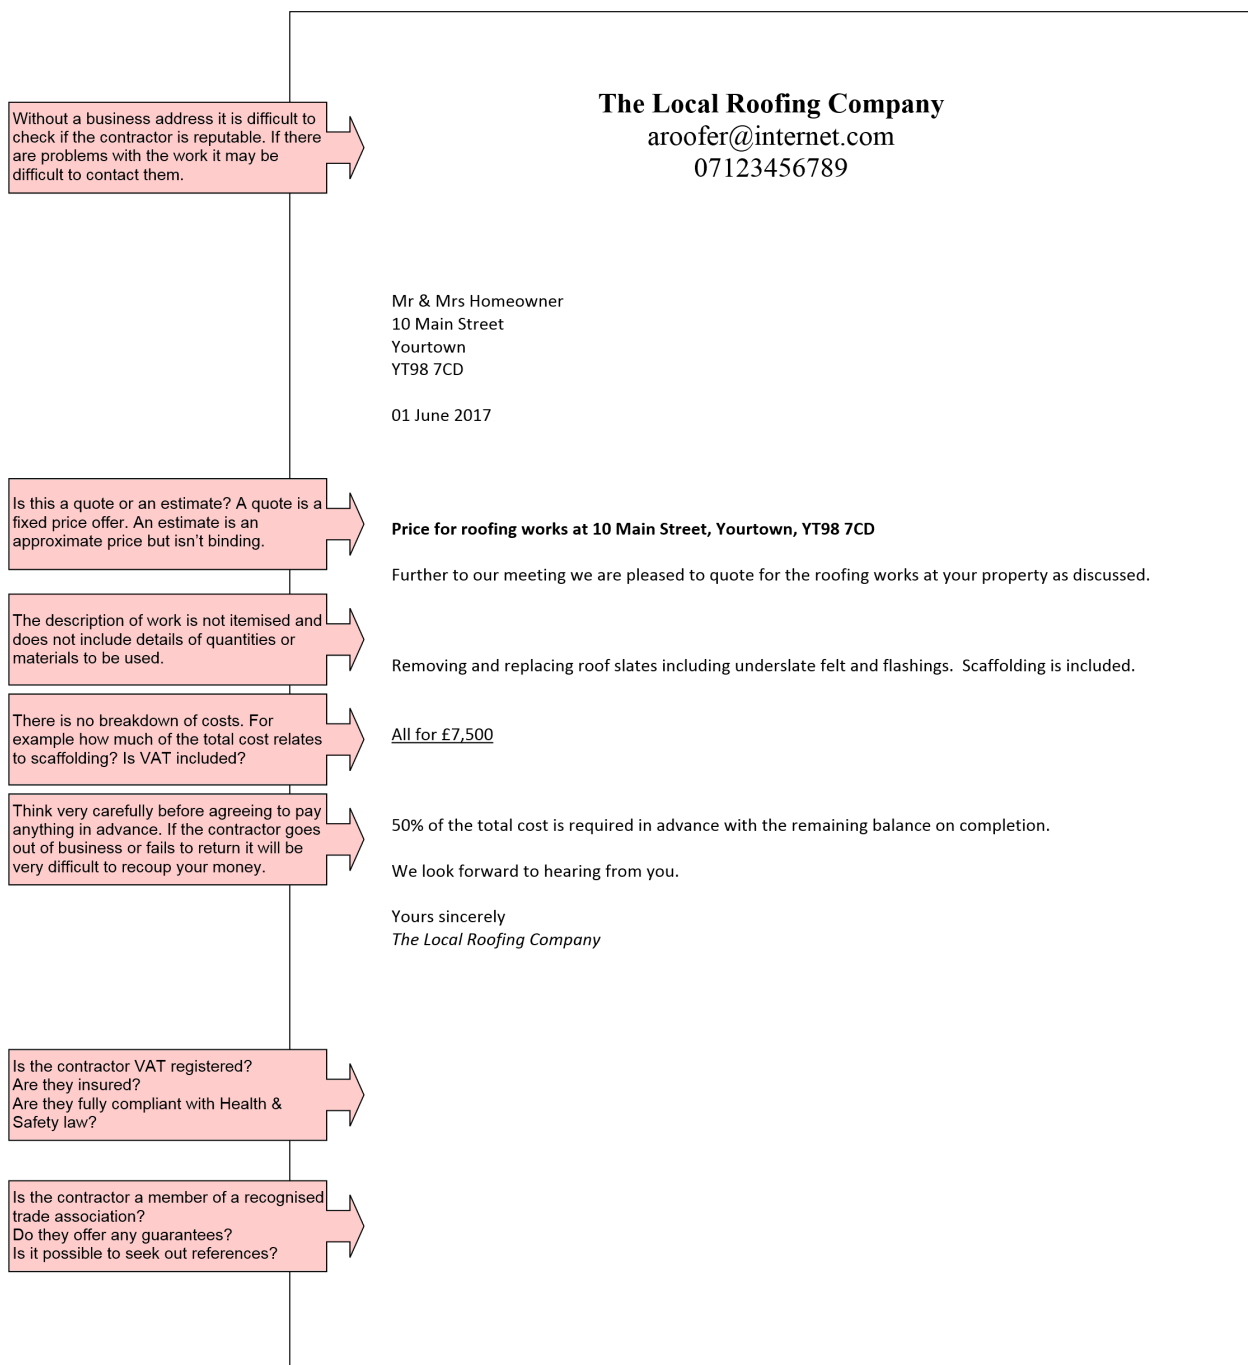 The Local Roofing Company
aroofer@internet.com
07123456789
Without a business address it is difficult to
check if the contractor is reputable. If there
are problems with the work it may be
difficult to contact them.
Mr & Mrs Homeowner
10 Main Street
Yourtown
YT98 7CD
01 June 2017
Is this a quote or an estimate? A quote is a
fixed price offer. An estimate is an
approximate price but isn’t binding.
Price for roofing works at 10 Main Street, Yourtown, YT98 7CD
Further to our meeting we are pleased to quote for the roofing works at your property as discussed.
The description of work is not itemised and
does not include details of quantities or
materials to be used.
Removing and replacing roof slates including underslate felt and flashings.  Scaffolding is included.
There is no breakdown of costs. For
example how much of the total cost relates
to scaffolding? Is VAT included?
All for £7,500
Think very carefully before agreeing to pay
anything in advance. If the contractor goes
out of business or fails to return it will be
very difficult to recoup your money.
50% of the total cost is required in advance with the remaining balance on completion.
We look forward to hearing from you.
Yours sincerely
The Local Roofing Company
Is the contractor VAT registered?
Are they insured?
Are they fully compliant with Health &
Safety law?
Is the contractor a member of a recognised
trade association?
Do they offer any guarantees?
Is it possible to seek out references?